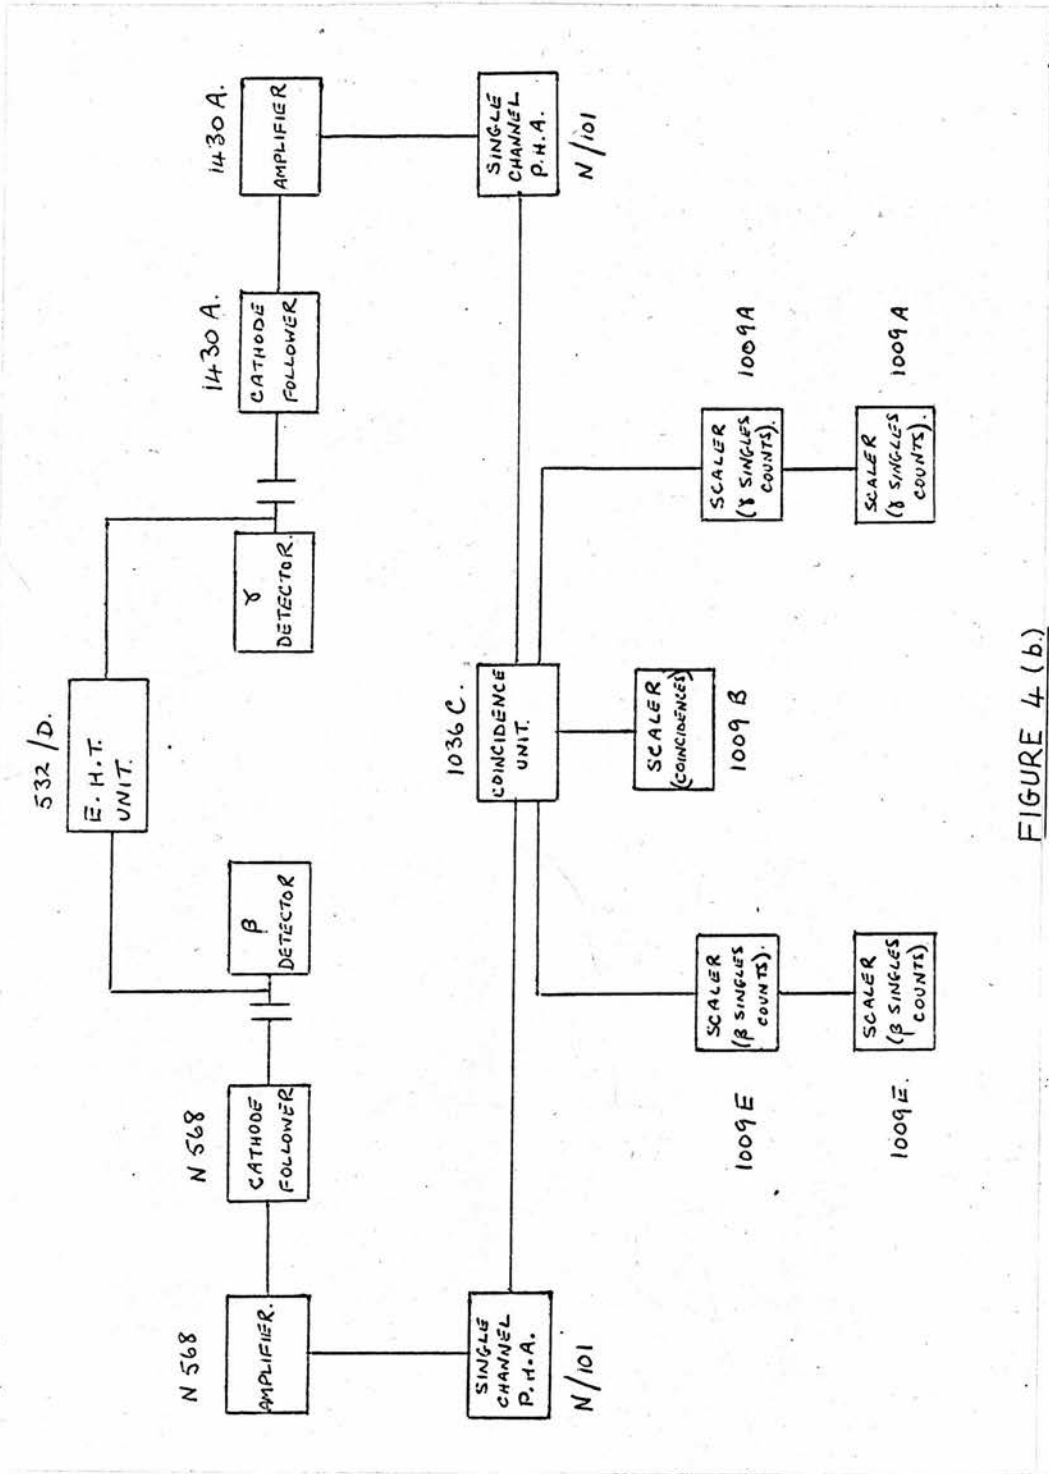 532/D.
E.H.T.
UNIT.
N 568
AMPLIFIER.
N 568
CATHODE
FOLLOWER
β
DETECTOR
γ
DETECTOR.
1430 A.
CATHODE
FOLLOWER
1430 A.
AMPLIFIER
SINGLE
CHANNEL
P.H.A.
N/101
1036 C.
COINCIDENCE
UNIT.
SINGLE
CHANNEL
P.H.A.
N/101
SCALER
(COINCIDENCES)
1009 B
1009 E
SCALER
(β SINGLES
COUNTS).
SCALER
(γ SINGLES
COUNTS).
1009A
1009E.
SCALER
(β SINGLES
COUNTS)
SCALER
(γ SINGLES
COUNTS).
1009 A
FIGURE 4 (b.)